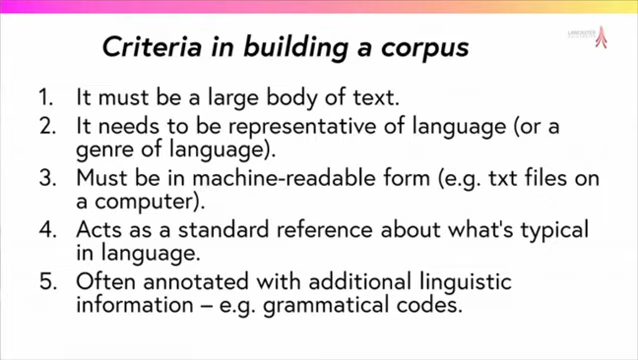 Criteria in building a corpus
1. It must be a large body of text.
2. It needs to be representative of language (or a
genre of language).
3. Must be in machine-readable form (e.g. txt files on
a computer).
4. Acts as a standard reference about what's typical
in language.
5. Often annotated with additional linguistic
information – e.g. grammatical codes.